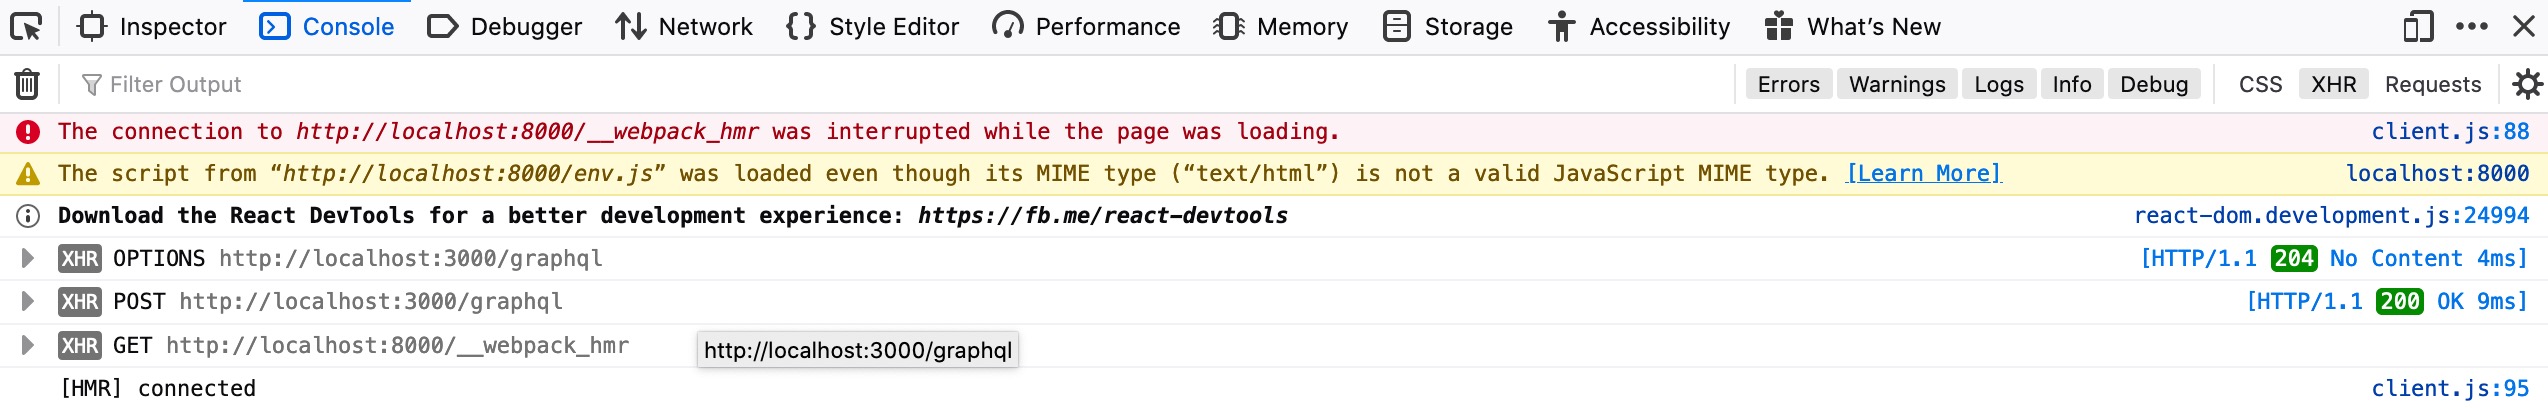 Inspector Console Debugger Network Style Editor Performance Memory Storage Accessibility What’s New
Filter Output Errors Warnings Logs Info Debug CSS XHR Requests
The connection to http://localhost:8000/__webpack_hmr was interrupted while the page was loading. client.js:88
The script from “http://localhost:8000/env.js” was loaded even though its MIME type (“text/html”) is not a valid JavaScript MIME type. [Learn More] localhost:8000
Download the React DevTools for a better development experience: https://fb.me/react-devtools react-dom.development.js:24994
XHR OPTIONS http://localhost:3000/graphql [HTTP/1.1 204 No Content 4ms]
XHR POST http://localhost:3000/graphql [HTTP/1.1 200 OK 9ms]
XHR GET http://localhost:8000/__webpack_hmr
http://localhost:3000/graphql
[HMR] connected client.js:95